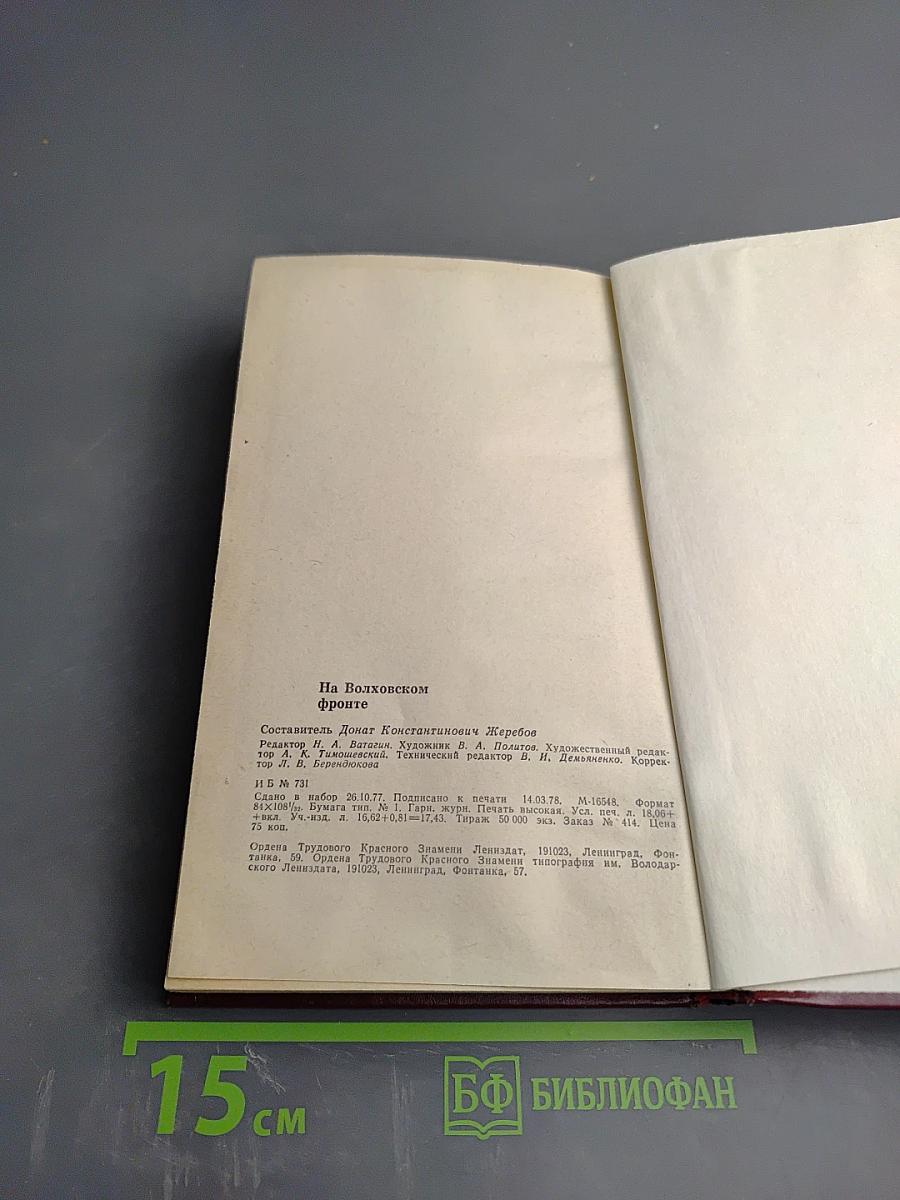 На Волховском
фронте
Составитель Донат Константинович Жеребов
Редактор Н. А. Ватагин. Художник В. А. Политов. Художественный редак-
тор А. К. Тимошевский. Технический редактор В. И. Демьяненко. Коррек-
тор Л. В. Берендюкова
И Б № 731
Сдано в набор 26.10.77. Подписано к печати 14.03.78. М-16548. Формат
84×108¹/₃₂. Бумага тип. № 1. Гарн. журн. Печать высокая. Усл. печ. л. 18,06+
+вкл. Уч.-изд. л. 16,62+0,81=17,43. Тираж 50 000 экз. Заказ № 414. Цена
75 коп.
Ордена Трудового Красного Знамени Лениздат, 191023, Ленинград, Фон-
танка, 59. Ордена Трудового Красного Знамени типография им. Володар-
ского Лениздата, 191023, Ленинград, Фонтанка, 57.
15 см
БФ БИБЛИОФАН